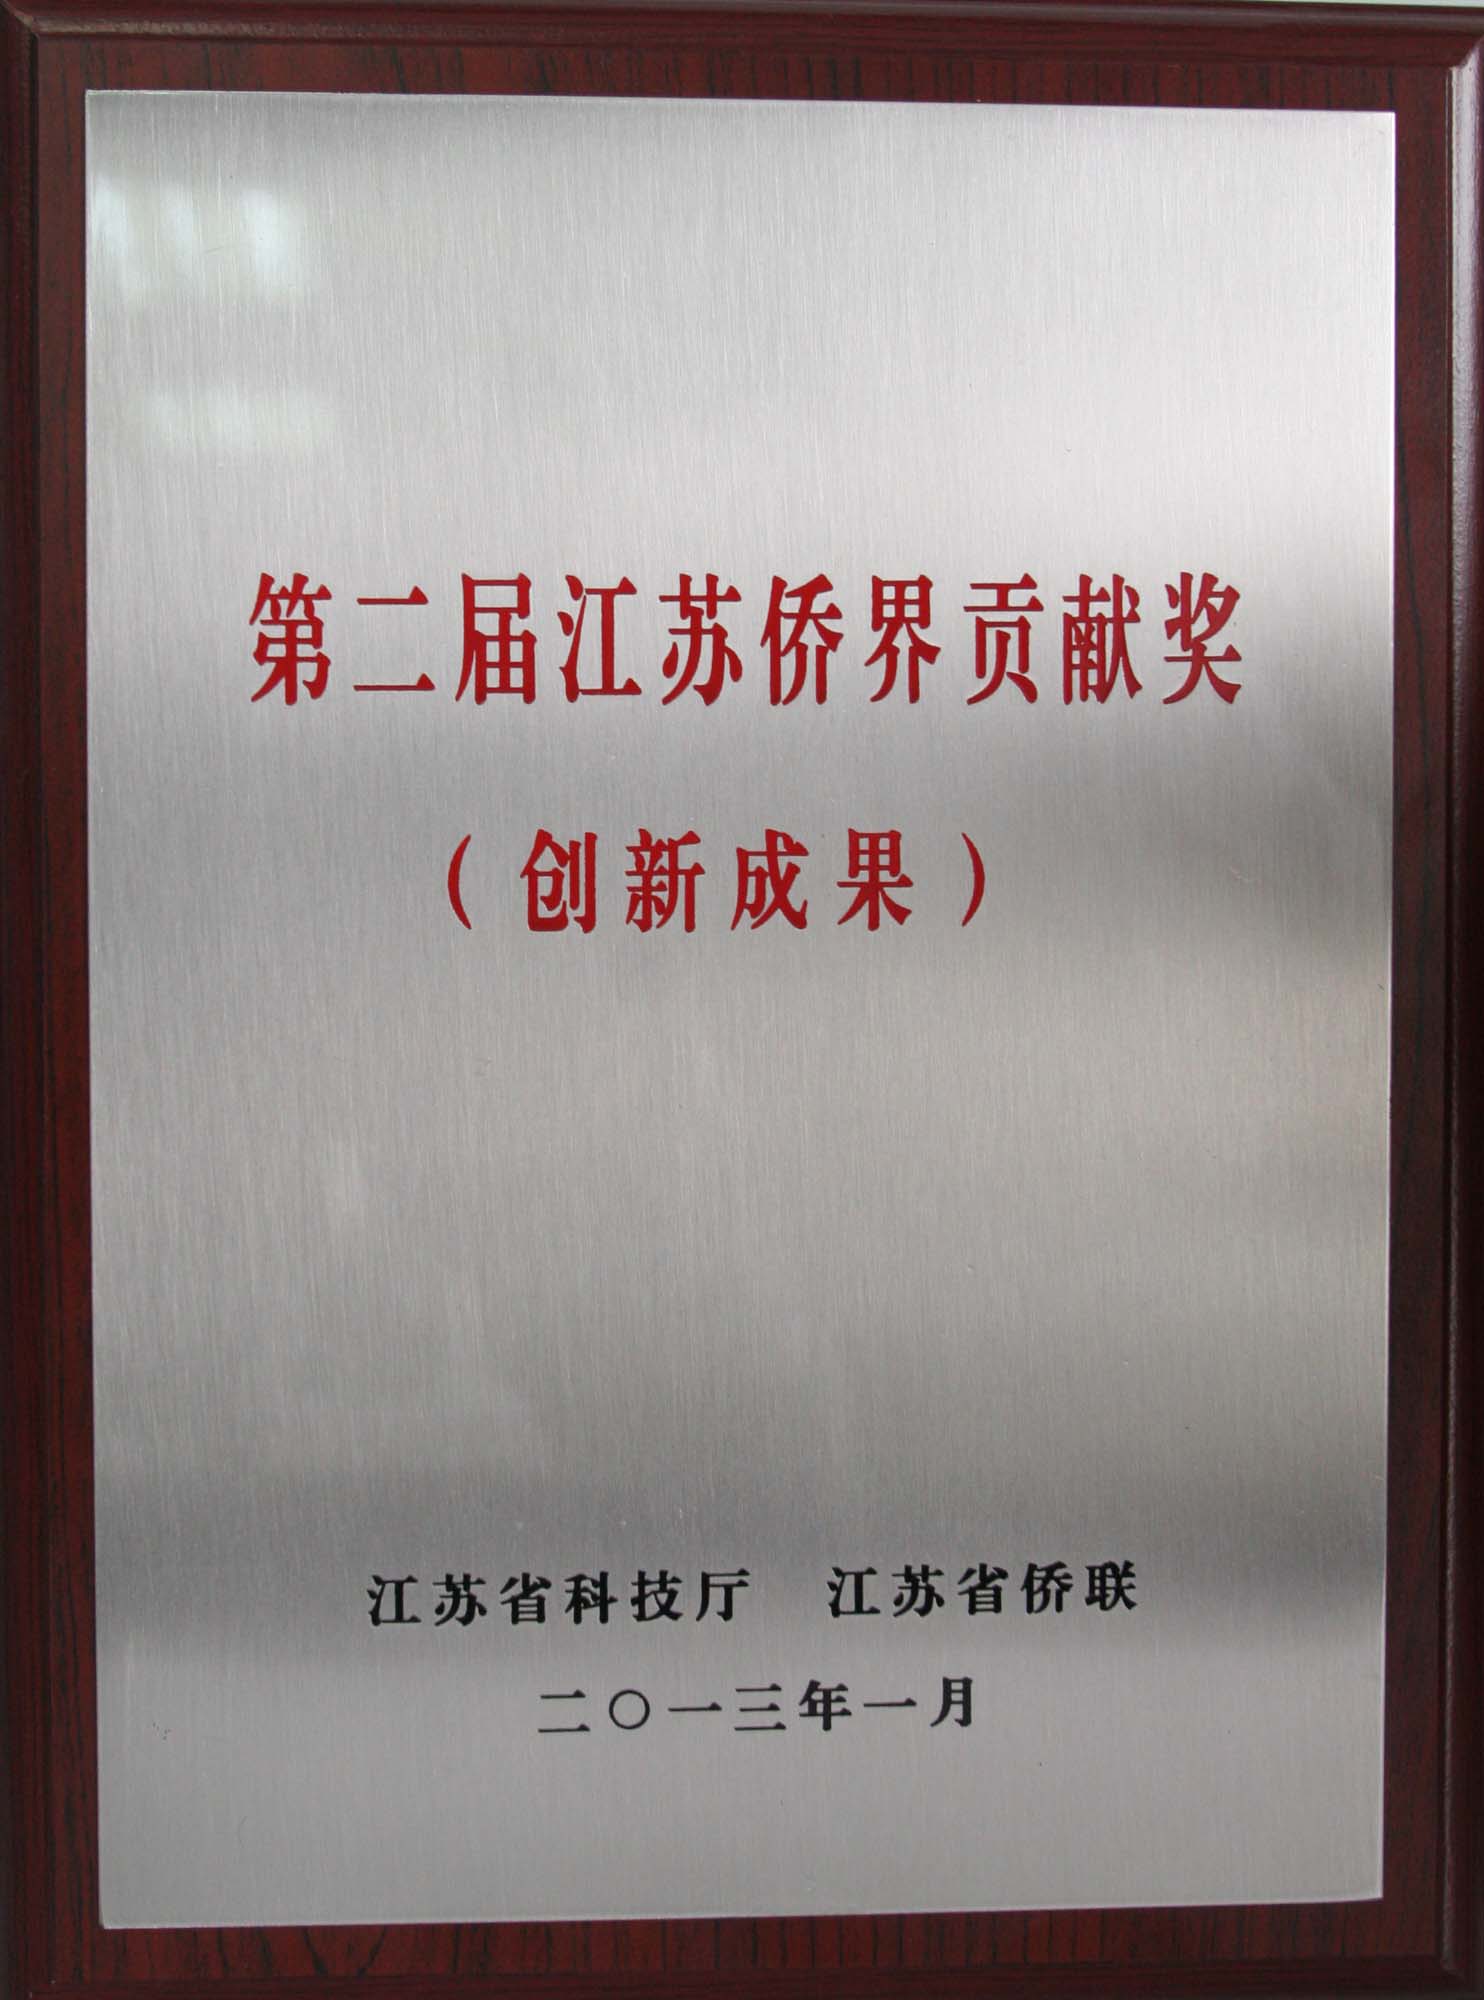 第二届江苏侨界贡献奖
（创新成果）
江苏省科技厅 江苏省侨联
二〇一三年一月